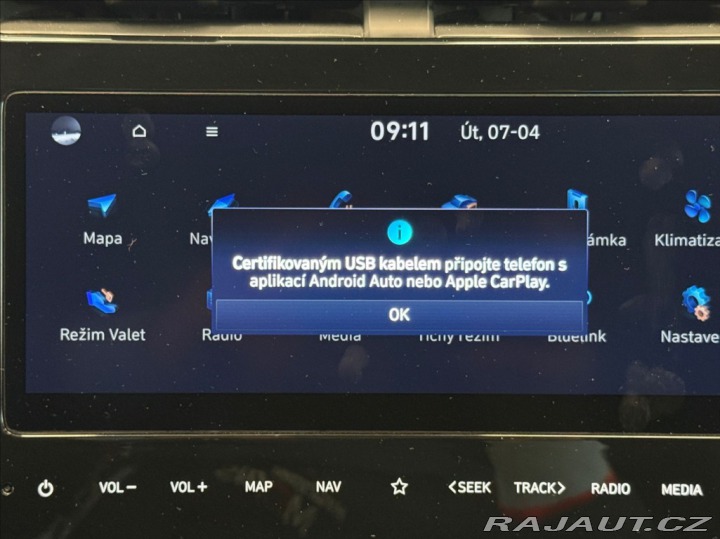 09:11 Út, 07-04
Mapa
Klimatiza
i
Certifikovaným USB kabelem připojte telefon s
aplikací Android Auto nebo Apple CarPlay.
OK
Režim Valet Rádio Média Tichý režim Bluelink Nastave
VOL− VOL+ MAP NAV <SEEK TRACK> RADIO MEDIA
RAJAUT.CZ